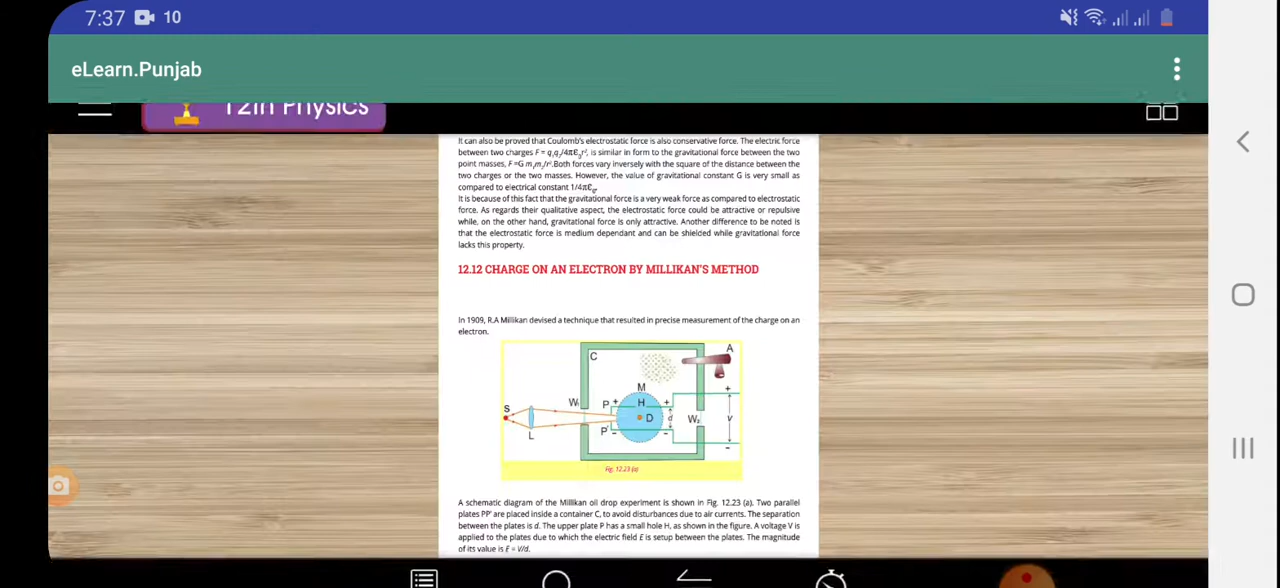 7:37 10
eLearn.Punjab
12th Physics
It can also be proved that Coulomb's electrostatic force is also conservative force. The electric force
between two charges F = q₁q₂/4πƐ₀r², is similar in form to the gravitational force between the two
point masses, F =G m₁m₂/r².Both forces vary inversely with the square of the distance between the
two charges or the two masses. However, the value of gravitational constant G is very small as
compared to electrical constant 1/4πƐ₀.
It is because of this fact that the gravitational force is a very weak force as compared to electrostatic
force. As regards their qualitative aspect, the electrostatic force could be attractive or repulsive
while, on the other hand, gravitational force is only attractive. Another difference to be noted is
that the electrostatic force is medium dependant and can be shielded while gravitational force
lacks this property.
12.12 CHARGE ON AN ELECTRON BY MILLIKAN'S METHOD
In 1909, R.A Millikan devised a technique that resulted in precise measurement of the charge on an
electron.
C A
M
W₁ P + H + +
S
D d W₂ V
L P' - - -
Fig. 12.23 (a)
A schematic diagram of the Millikan oil drop experiment is shown in Fig. 12.23 (a). Two parallel
plates PP' are placed inside a container C, to avoid disturbances due to air currents. The separation
between the plates is d. The upper plate P has a small hole H, as shown in the figure. A voltage V is
applied to the plates due to which the electric field E is setup between the plates. The magnitude
of its value is E = V/d.